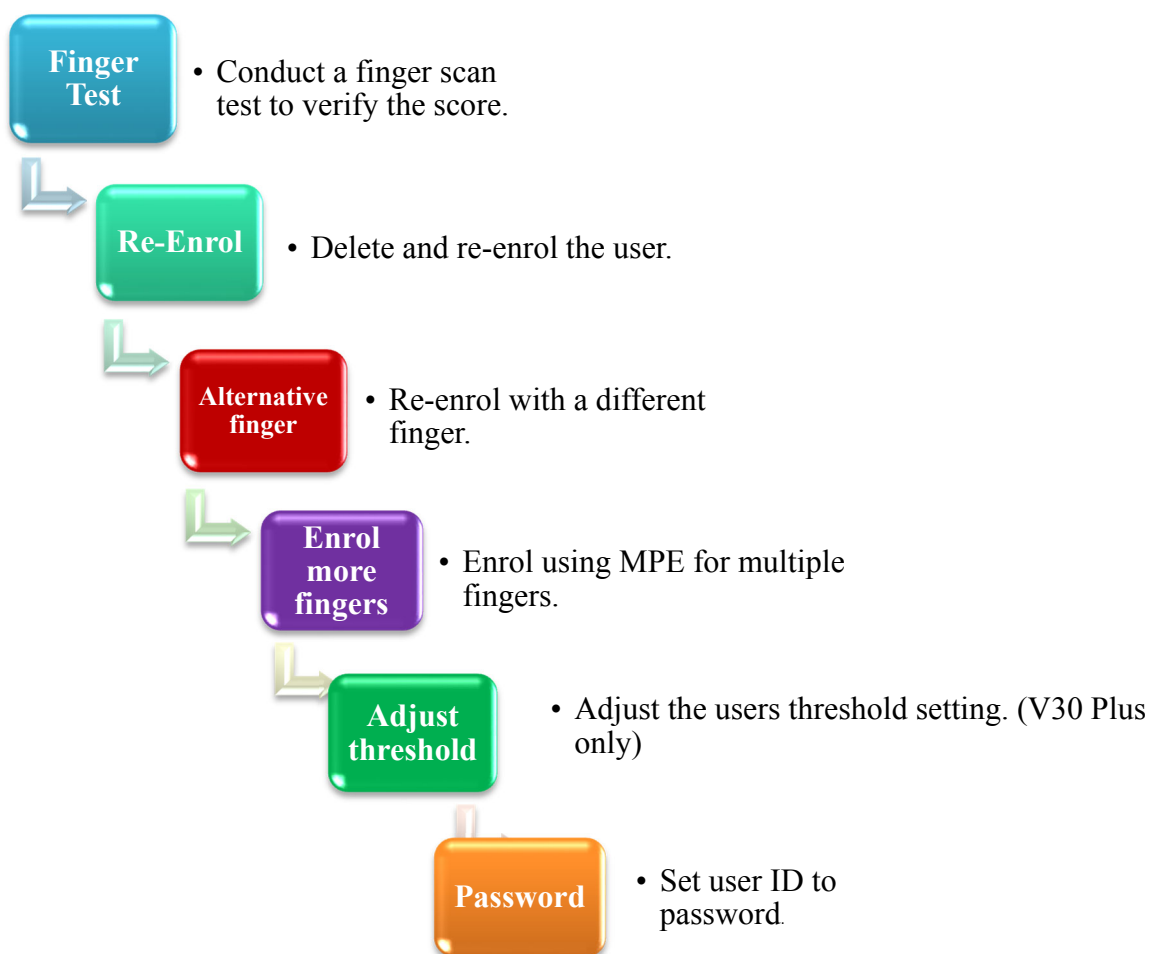 Finger
Test
• Conduct a finger scan
test to verify the score.
Re-Enrol
• Delete and re-enrol the user.
Alternative
finger
• Re-enrol with a different
finger.
Enrol
more
fingers
• Enrol using MPE for multiple
fingers.
Adjust
threshold
• Adjust the users threshold setting. (V30 Plus
only)
Password
• Set user ID to
password.